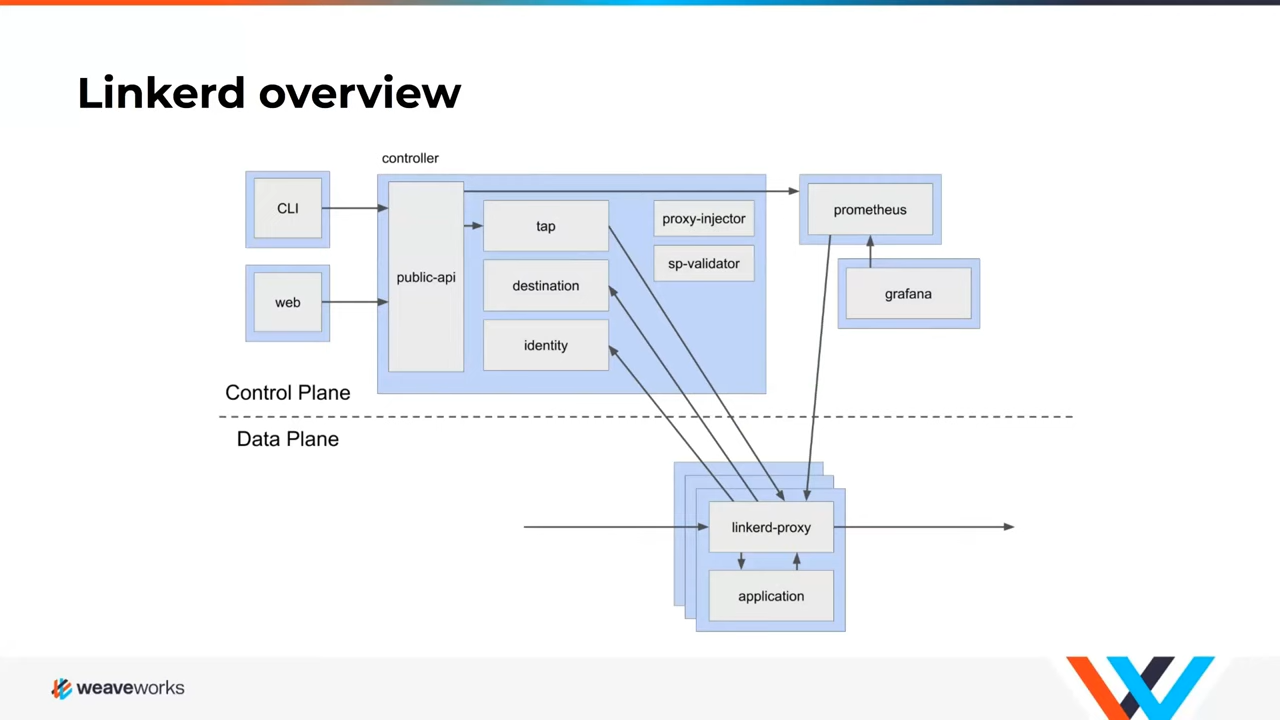 Linkerd overview
controller
CLI
web
public-api
tap
destination
identity
proxy-injector
sp-validator
prometheus
grafana
Control Plane
Data Plane
linkerd-proxy
application
weaveworks